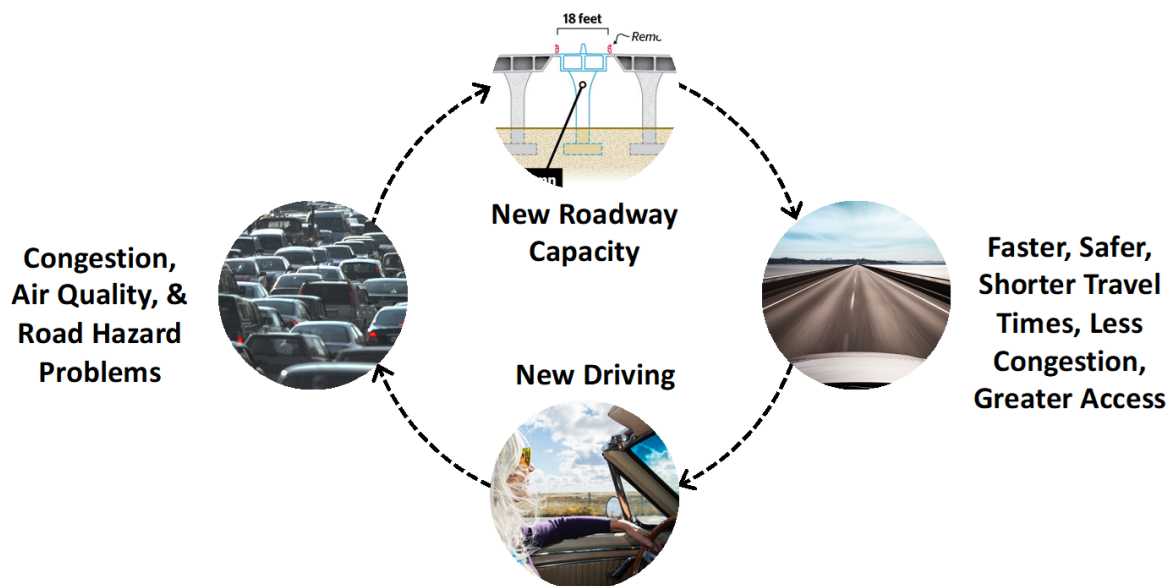 18 feet
New Roadway
Capacity
Faster, Safer,
Shorter Travel
Times, Less
Congestion,
Greater Access
New Driving
Congestion,
Air Quality, &
Road Hazard
Problems